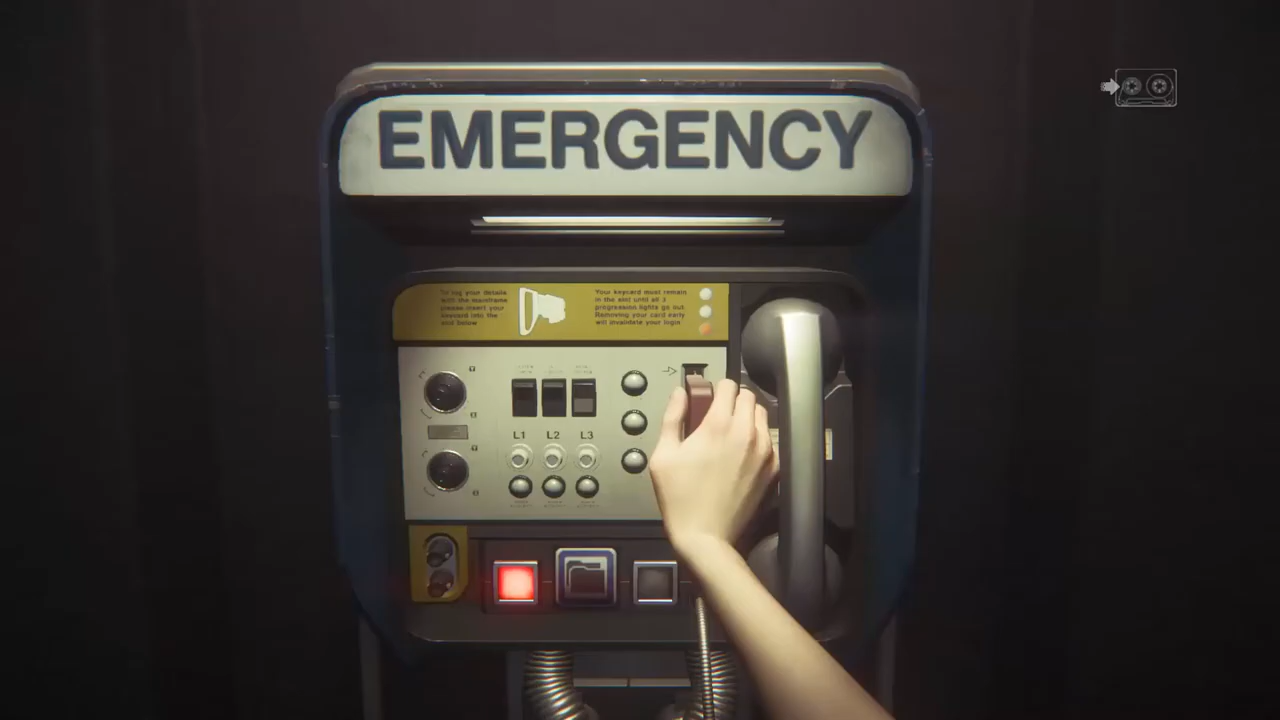 EMERGENCY
To log your details
with the mainframe
please insert your
keycard into the
slot below
Your keycard must remain
in the slot until all 3
progression lights go out.
Removing your card early
will invalidate your login
L1 L2 L3